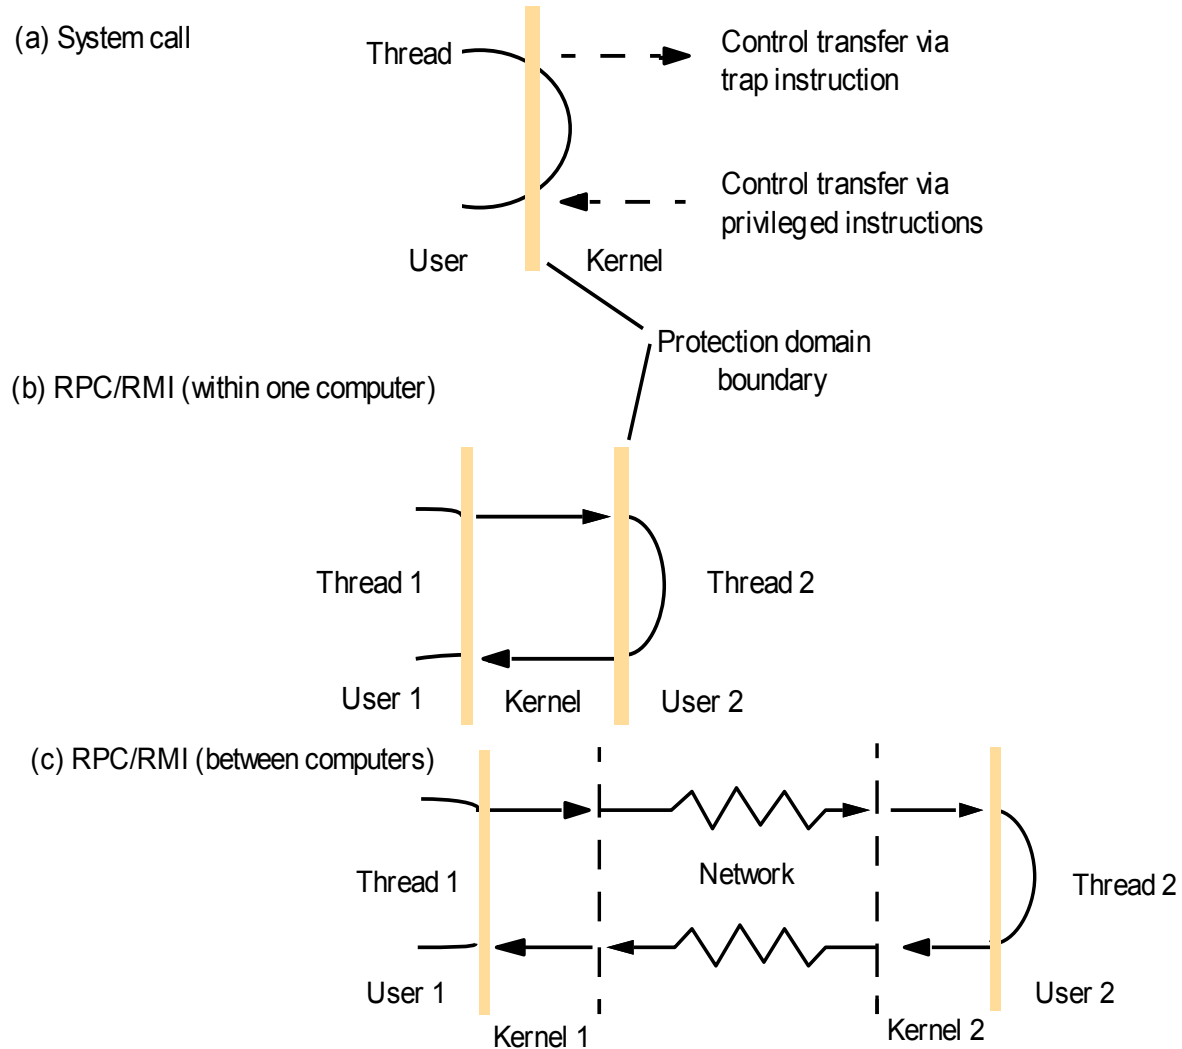 (a) System call
Thread
Control transfer via
trap instruction
Control transfer via
privileged instructions
User
Kernel
Protection domain
boundary
(b) RPC/RMI (within one computer)
Thread 1
Thread 2
User 1
Kernel
User 2
(c) RPC/RMI (between computers)
Thread 1
Network
Thread 2
User 1
Kernel 1
Kernel 2
User 2